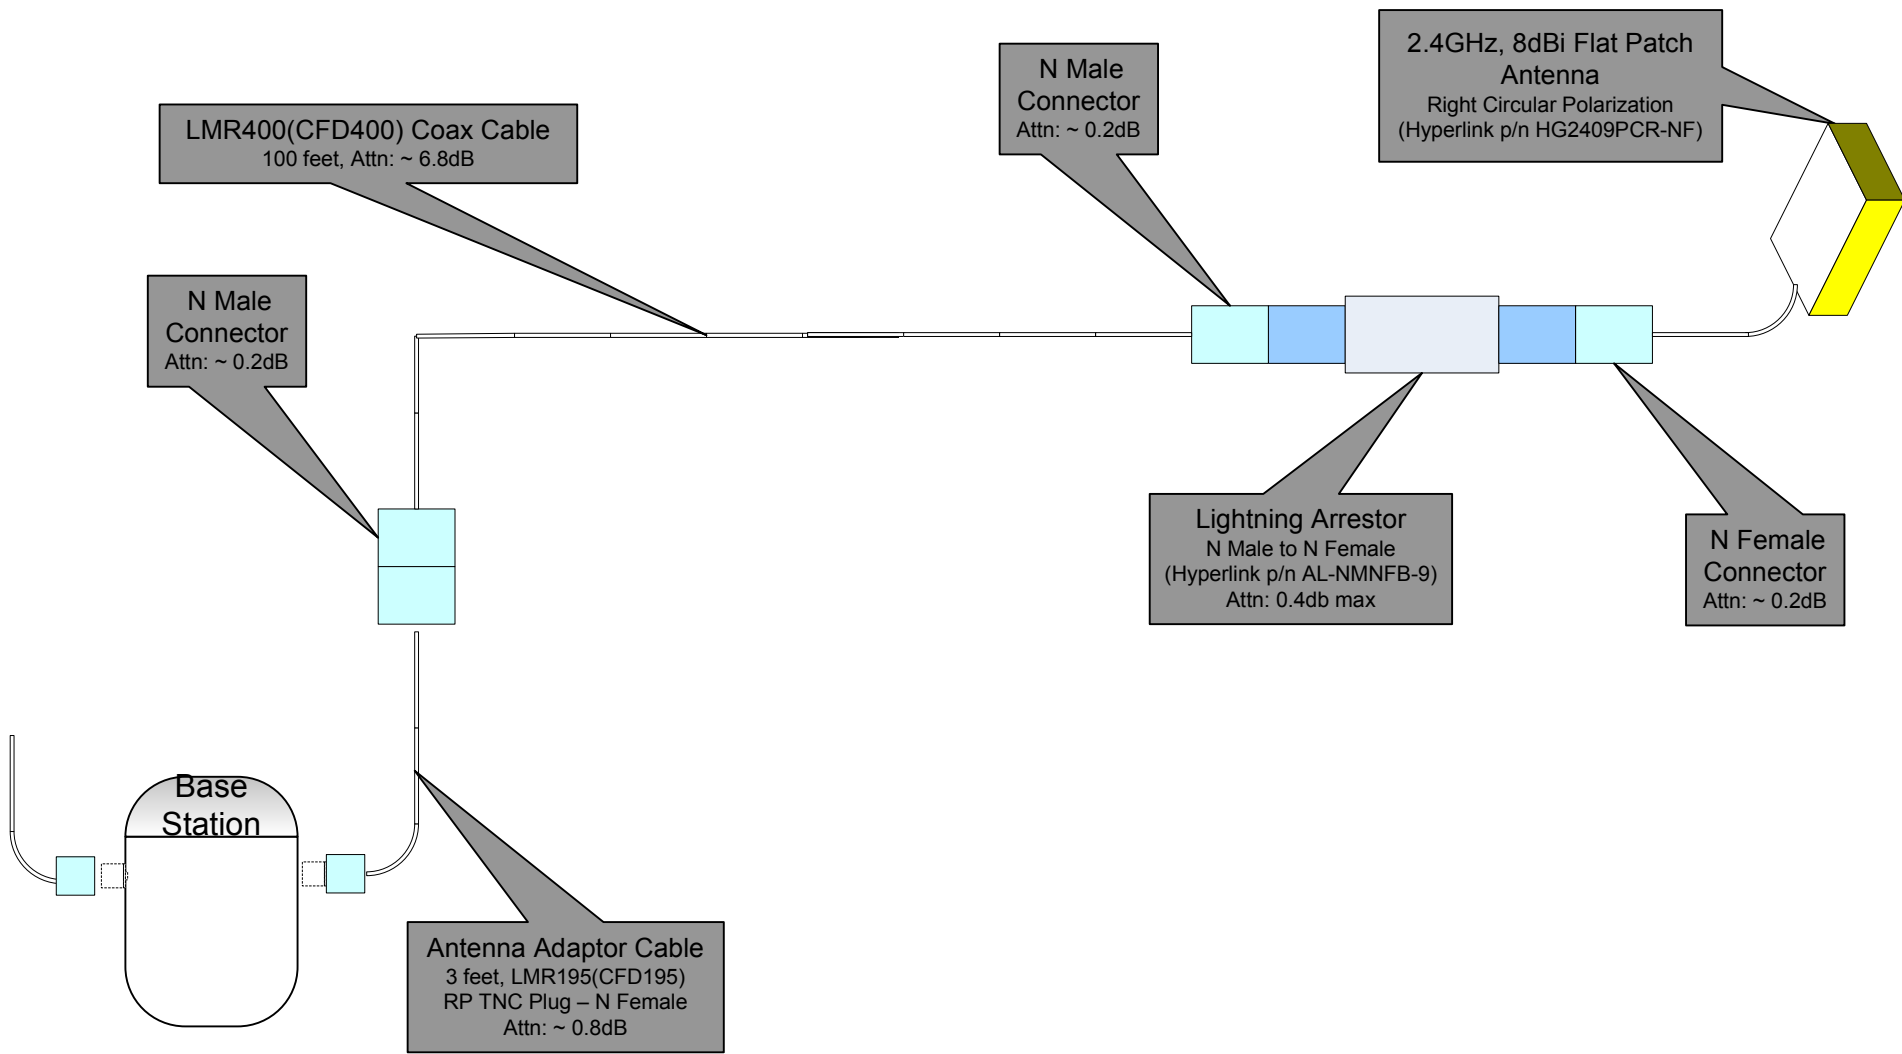 2.4GHz, 8dBi Flat Patch
Antenna
Right Circular Polarization
(Hyperlink p/n HG2409PCR-NF)
N Male
Connector
Attn: ~ 0.2dB
LMR400(CFD400) Coax Cable
100 feet, Attn: ~ 6.8dB
N Male
Connector
Attn: ~ 0.2dB
Lightning Arrestor
N Male to N Female
(Hyperlink p/n AL-NMNFB-9)
Attn: 0.4db max
N Female
Connector
Attn: ~ 0.2dB
Base
Station
Antenna Adaptor Cable
3 feet, LMR195(CFD195)
RP TNC Plug – N Female
Attn: ~ 0.8dB